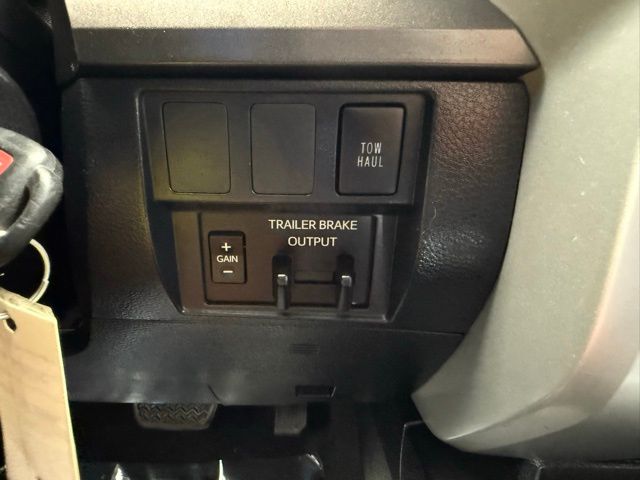 TOW
HAUL
TRAILER BRAKE
OUTPUT
+
GAIN
-